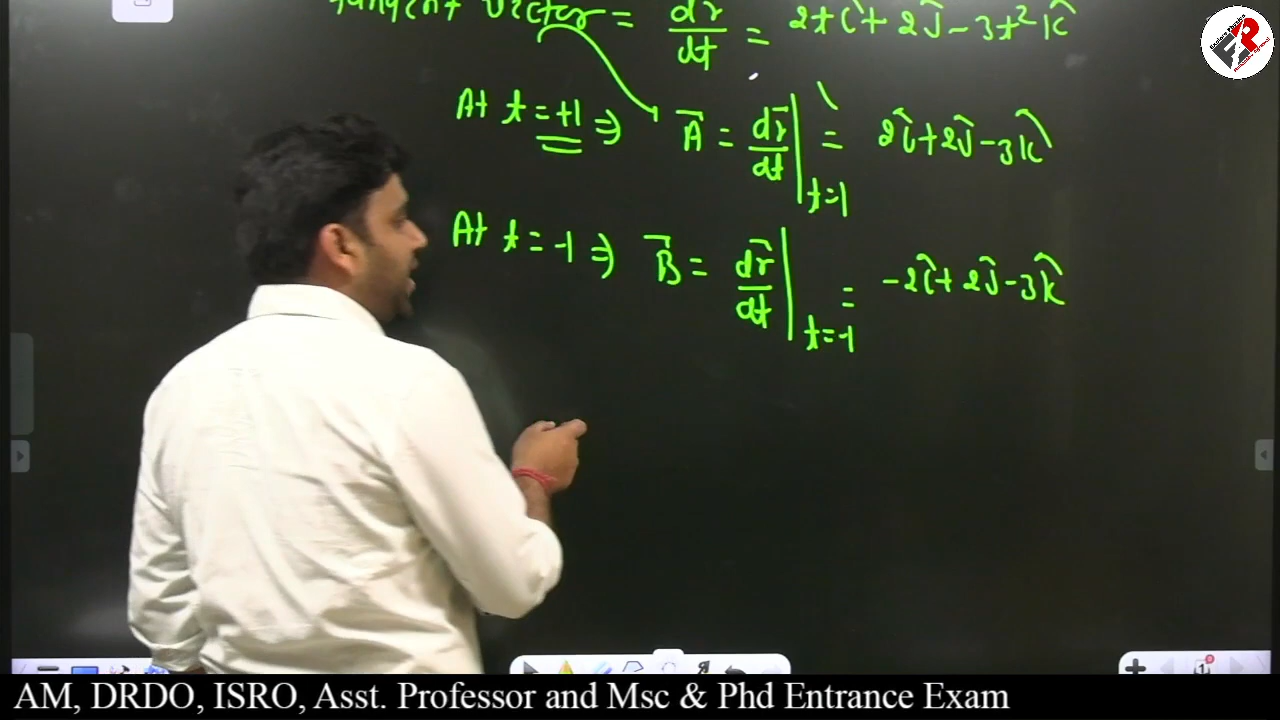 Tangent vector = dr/dt = 2t î + 2ĵ - 3t² k̂
At t = +1 ⇒ A⃗ = dr̄/dt |t=1 = 2î + 2ĵ - 3k̂
At t = -1 ⇒ B⃗ = dr̄/dt |t=-1 = -2î + 2ĵ - 3k̂
AM, DRDO, ISRO, Asst. Professor and Msc & Phd Entrance Exam